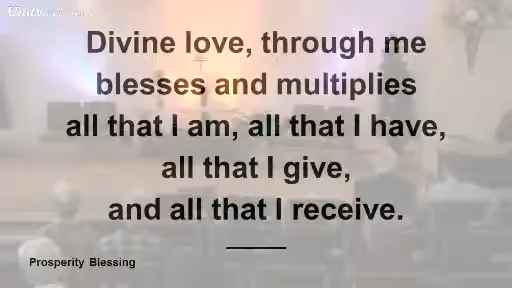 Divine love, through me
blesses and multiplies
all that I am, all that I have,
all that I give,
and all that I receive.
Prosperity Blessing